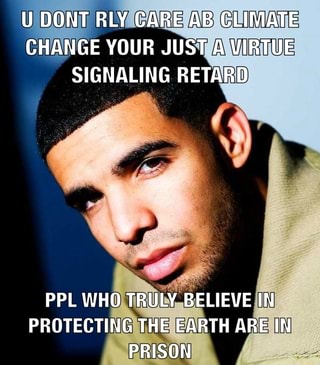 U DONT RLY CARE AB CLIMATE
CHANGE YOUR JUST A VIRTUE
SIGNALING RETARD
PPL WHO TRULY BELIEVE IN
PROTECTING THE EARTH ARE IN
PRISON